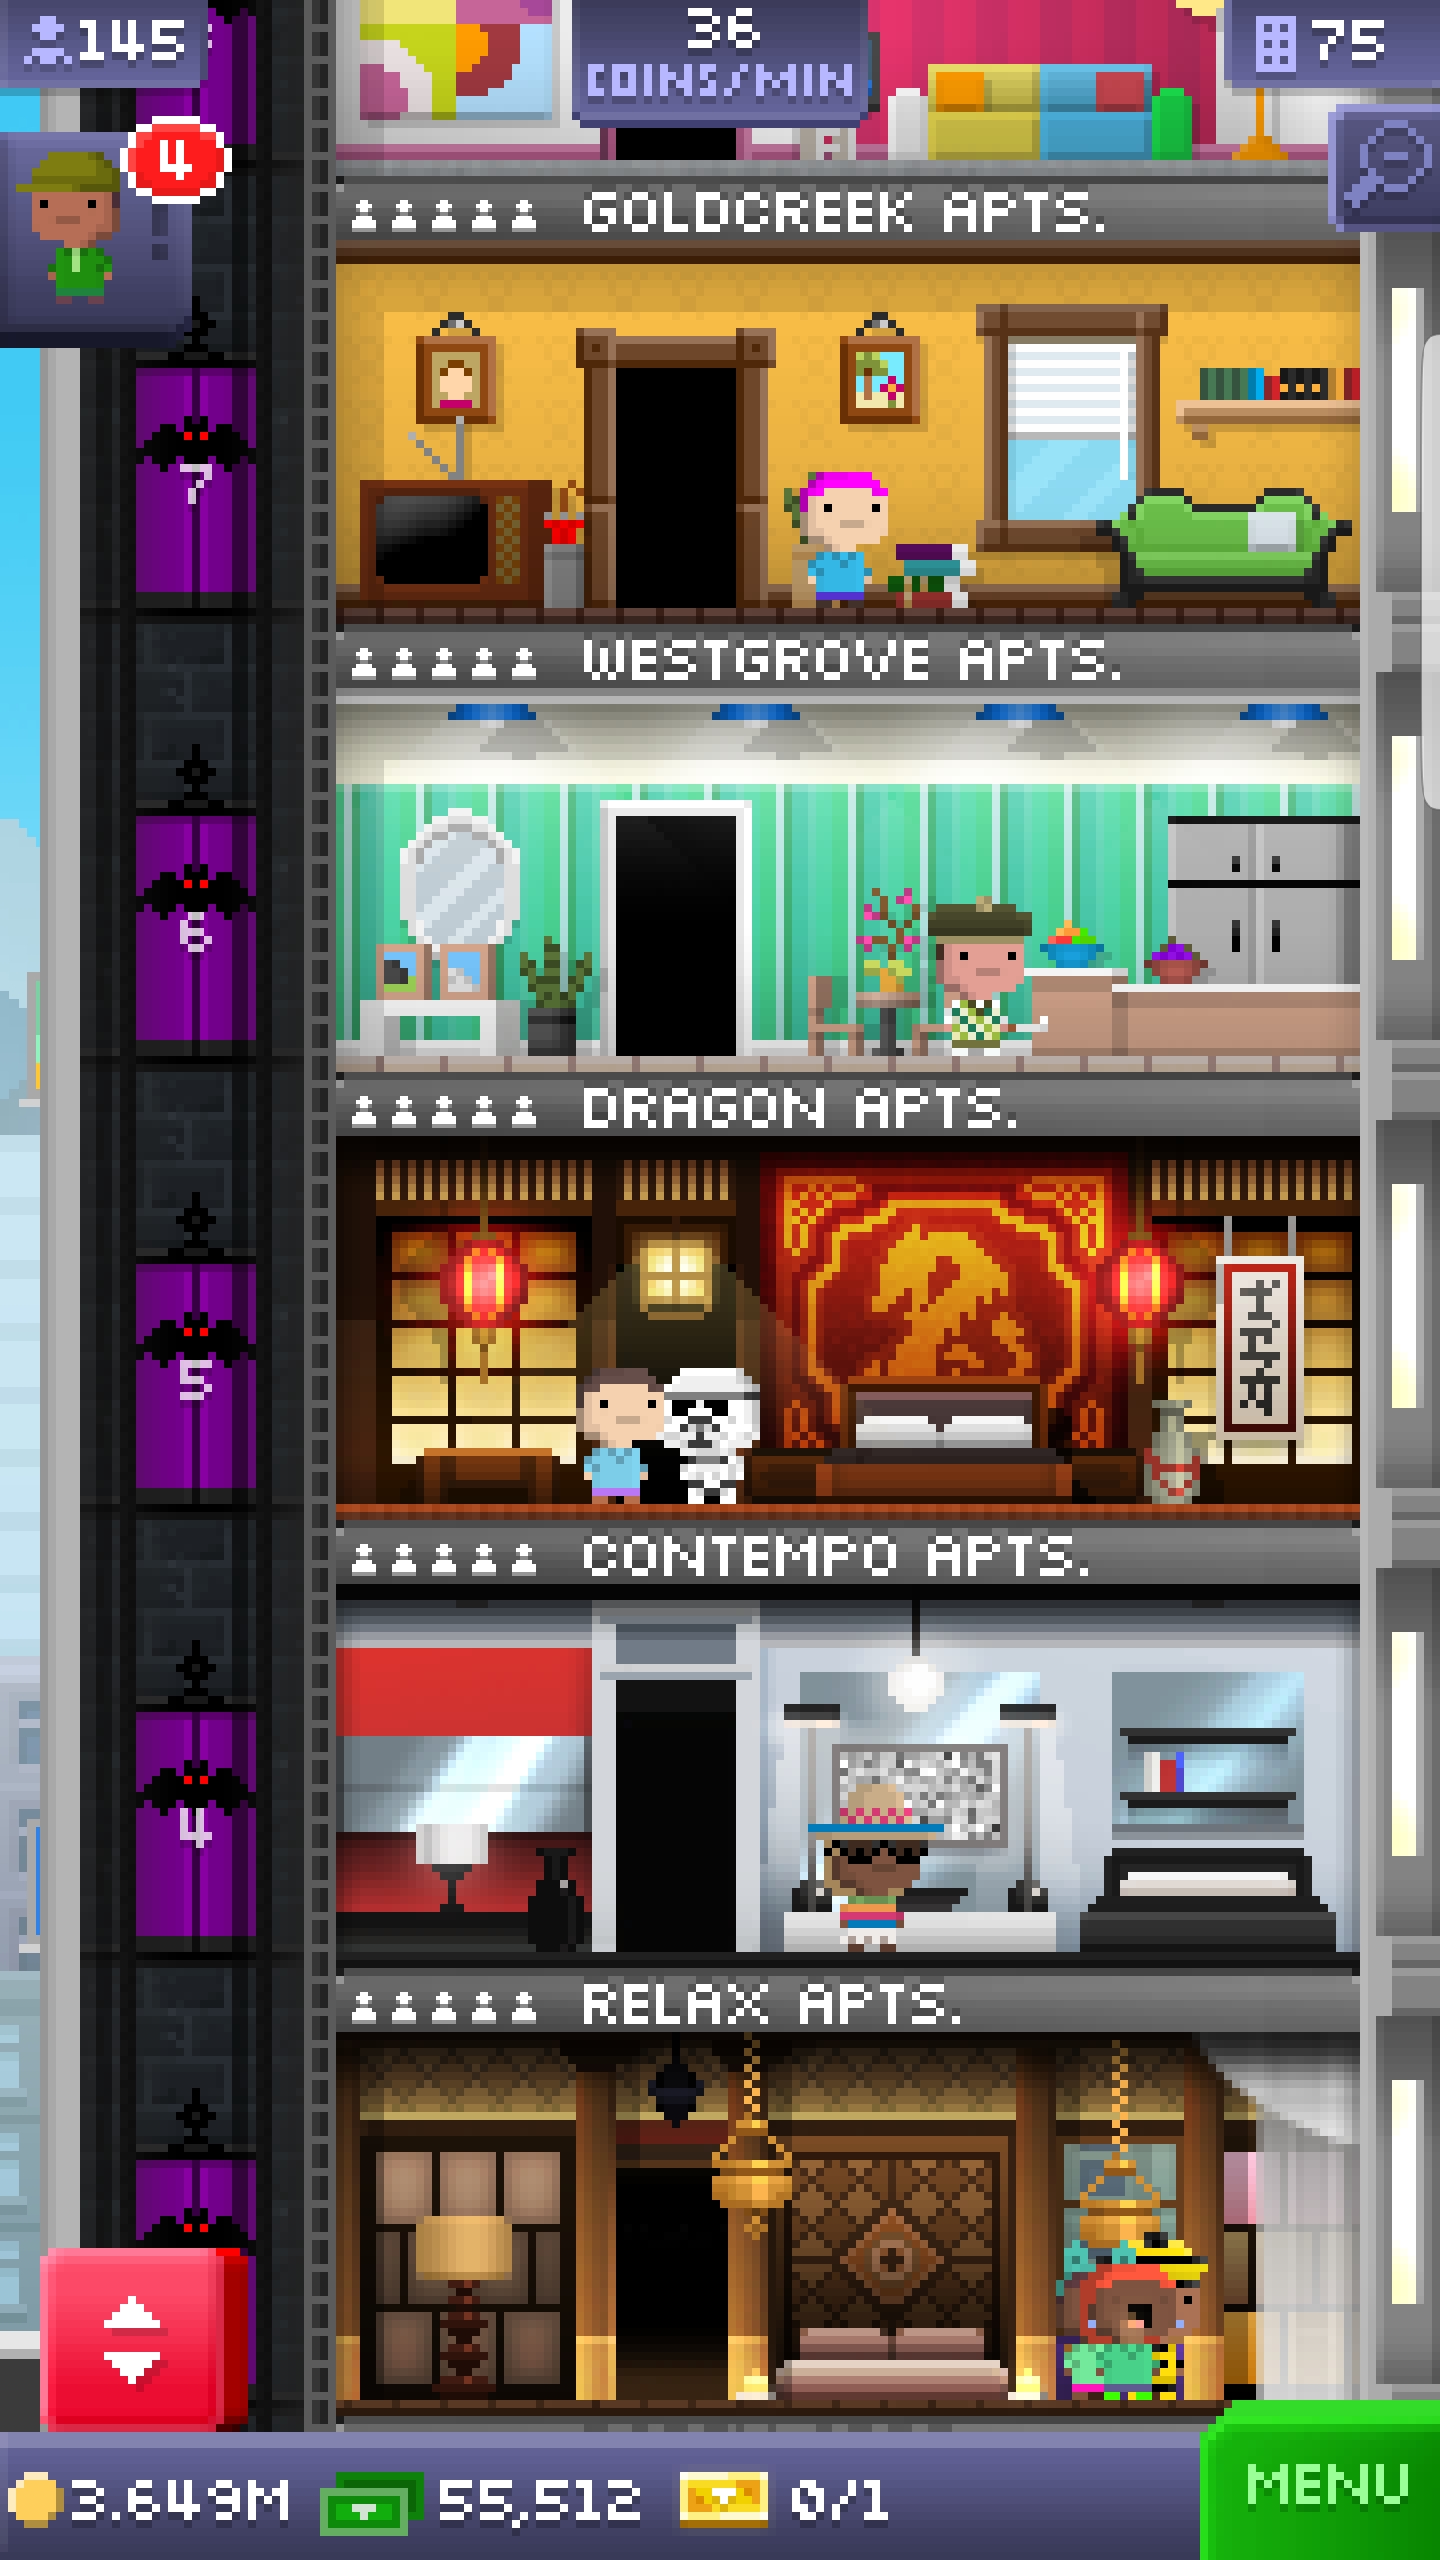 145
36
COINS/MIN
75
4
GOLDCREEK APTS.
7
WESTGROVE APTS.
6
DRAGON APTS.
5
CONTEMPO APTS.
4
RELAX APTS.
3.649M
55,512
0/1
MENU